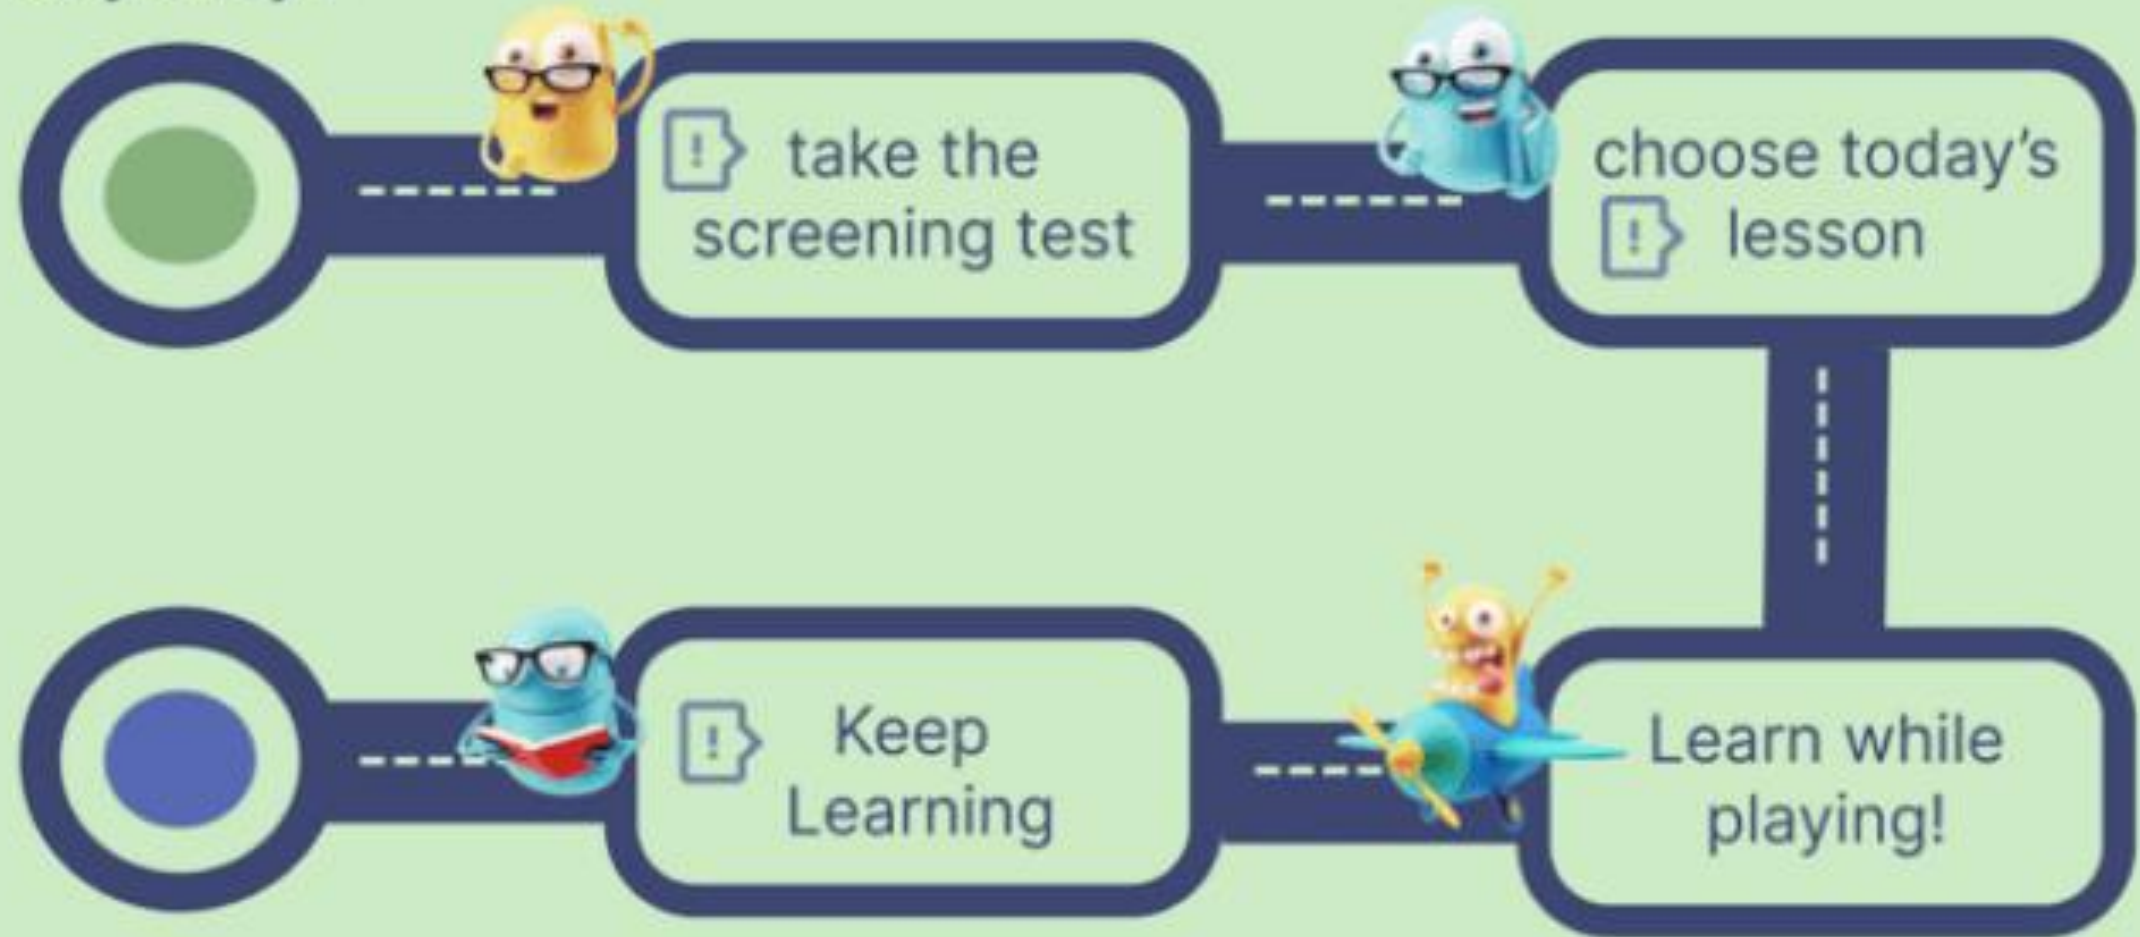 take the
screening test
choose today's
lesson
Learn while
playing!
Keep
Learning